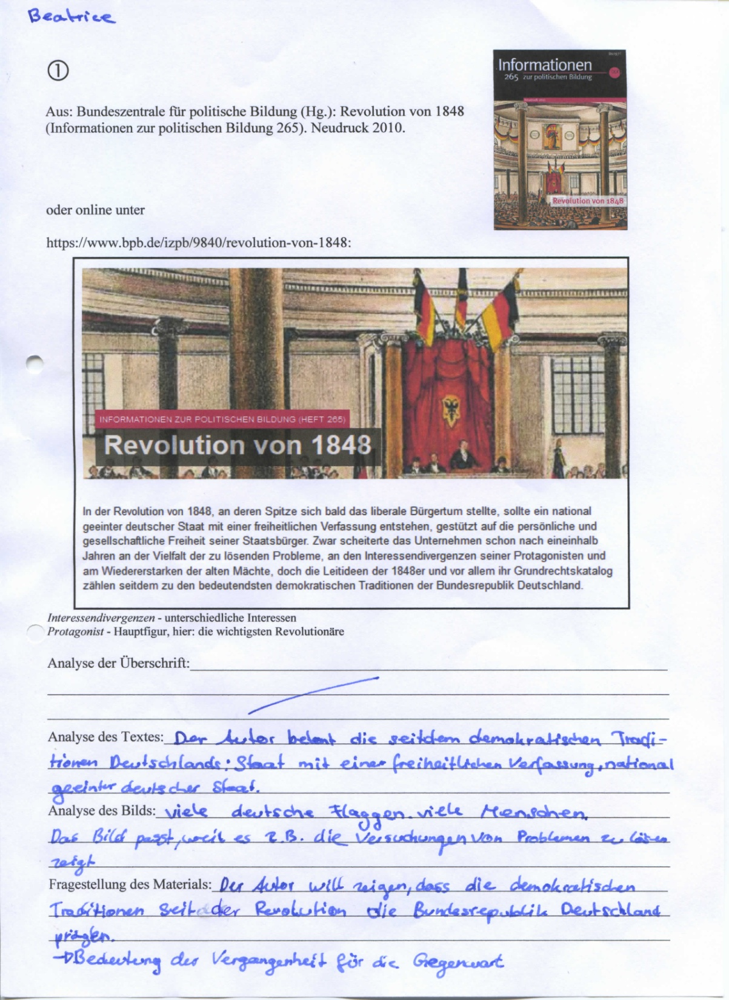 Beatrice
①
Informationen
265 zur politischen Bildung
Revolution von 1848
Aus: Bundeszentrale für politische Bildung (Hg.): Revolution von 1848
(Informationen zur politischen Bildung 265). Neudruck 2010.
oder online unter
https://www.bpb.de/izpb/9840/revolution-von-1848:
INFORMATIONEN ZUR POLITISCHEN BILDUNG (HEFT 265)
Revolution von 1848
In der Revolution von 1848, an deren Spitze sich bald das liberale Bürgertum stellte, sollte ein national
geeinter deutscher Staat mit einer freiheitlichen Verfassung entstehen, gestützt auf die persönliche und
gesellschaftliche Freiheit seiner Staatsbürger. Zwar scheiterte das Unternehmen schon nach eineinhalb
Jahren an der Vielfalt der zu lösenden Probleme, an den Interessendivergenzen seiner Protagonisten und
am Wiedererstarken der alten Mächte, doch die Leitideen der 1848er und vor allem ihr Grundrechtskatalog
zählen seitdem zu den bedeutendsten demokratischen Traditionen der Bundesrepublik Deutschland.
Interessendivergenzen - unterschiedliche Interessen
Protagonist - Hauptfigur, hier: die wichtigsten Revolutionäre
Analyse der Überschrift:
Analyse des Textes: Der Autor betont die seitdem demokratischen Tradi-
tionen Deutschlands: Staat mit einer freiheitlichen Verfassung, national
geeinter deutscher Staat.
Analyse des Bilds: viele deutsche Flaggen. viele Menschen.
Das Bild passt, weil es z.B. die Versuchungen von Problemen zu lösen
zeigt
Fragestellung des Materials: Der Autor will zeigen, dass die demokratischen
Traditionen seit der Revolution die Bundesrepublik Deutschland
prägen.
→Bedeutung der Vergangenheit für die Gegenwart